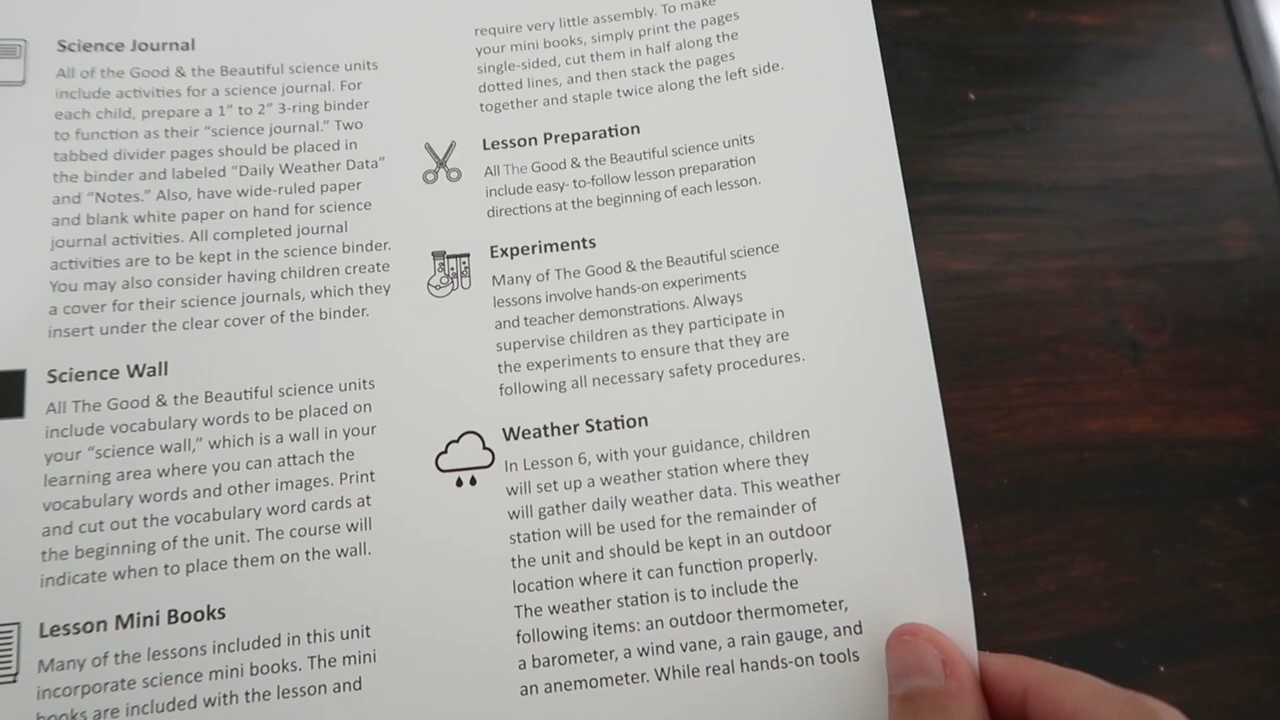 Science Journal
All of the Good & the Beautiful science units
include activities for a science journal. For
each child, prepare a 1” to 2” 3-ring binder
to function as their “science journal.” Two
tabbed divider pages should be placed in
the binder and labeled “Daily Weather Data”
and “Notes.” Also, have wide-ruled paper
and blank white paper on hand for science
journal activities. All completed journal
activities are to be kept in the science binder.
You may also consider having children create
a cover for their science journals, which they
insert under the clear cover of the binder.
Science Wall
All The Good & the Beautiful science units
include vocabulary words to be placed on
your “science wall,” which is a wall in your
learning area where you can attach the
vocabulary words and other images. Print
and cut out the vocabulary word cards at
the beginning of the unit. The course will
indicate when to place them on the wall.
Lesson Mini Books
Many of the lessons included in this unit
incorporate science mini books. The mini
books are included with the lesson and
require very little assembly. To make
your mini books, simply print the pages
single-sided, cut them in half along the
dotted lines, and then stack the pages
together and staple twice along the left side.
Lesson Preparation
All The Good & the Beautiful science units
include easy- to-follow lesson preparation
directions at the beginning of each lesson.
Experiments
Many of The Good & the Beautiful science
lessons involve hands-on experiments
and teacher demonstrations. Always
supervise children as they participate in
the experiments to ensure that they are
following all necessary safety procedures.
Weather Station
In Lesson 6, with your guidance, children
will set up a weather station where they
will gather daily weather data. This weather
station will be used for the remainder of
the unit and should be kept in an outdoor
location where it can function properly.
The weather station is to include the
following items: an outdoor thermometer,
a barometer, a wind vane, a rain gauge, and
an anemometer. While real hands-on tools